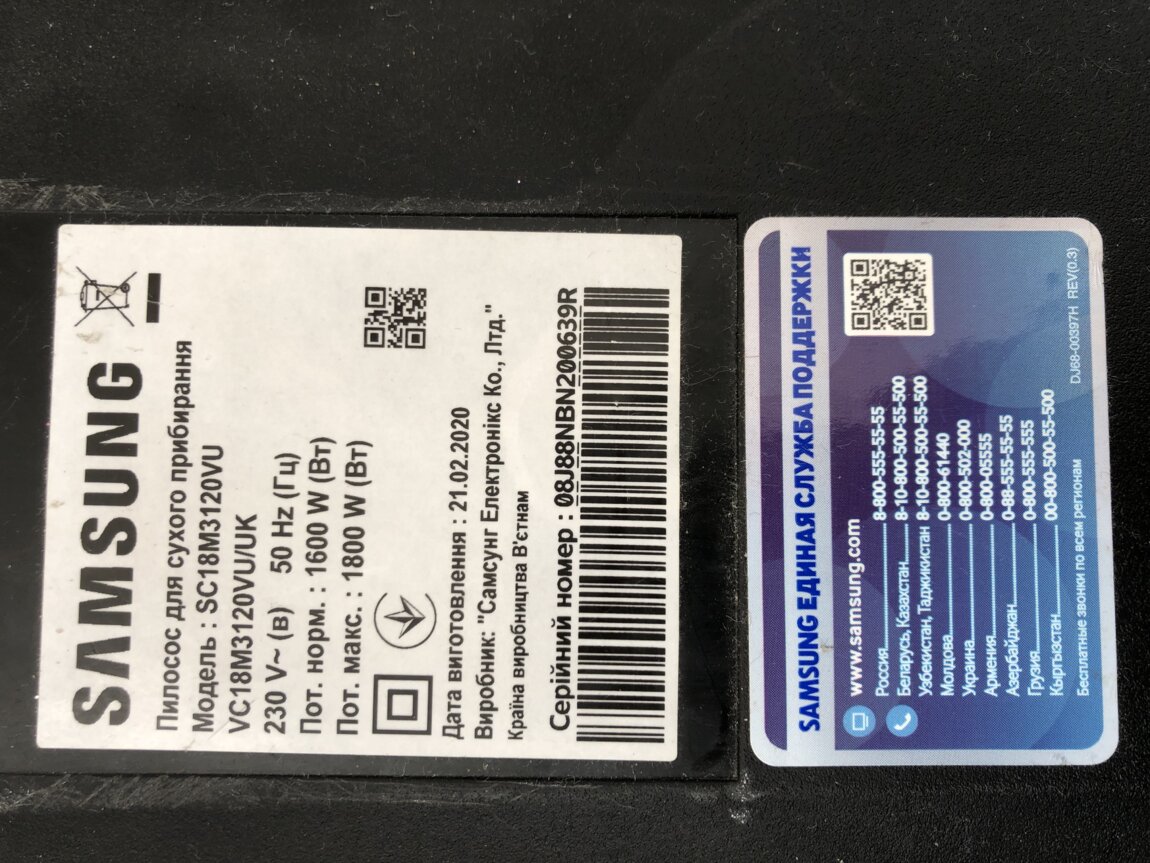 SAMSUNG
Пилосос для сухого прибирання
Модель : SC18M3120VU
VC18M3120VU/UK
230 V~ (в) 50 Hz (Гц)
Пот. норм. : 1600 W (Вт)
Пот. макс. : 1800 W (Вт)
Дата виготовлення : 21.02.2020
Виробник: "Самсунг Електронікс Ко., Лтд."
Країна виробництва В'єтнам
Серійний номер : 08J88NBN200639R
SAMSUNG ЕДИНАЯ СЛУЖБА ПОДДЕРЖКИ
www.samsung.com
Россия 8-800-555-55-55
Беларусь, Казахстан 8-10-800-500-55-500
Узбекистан, Таджикистан 8-10-800-500-55-500
Молдова 0-800-61440
Украина 0-800-502-000
Армения 0-800-05555
Азербайджан 0-88-555-55-55
Грузия 0-800-555-555
Кыргызстан 00-800-500-55-500
Бесплатные звонки по всем регионам
DJ68-00397H REV(0.3)